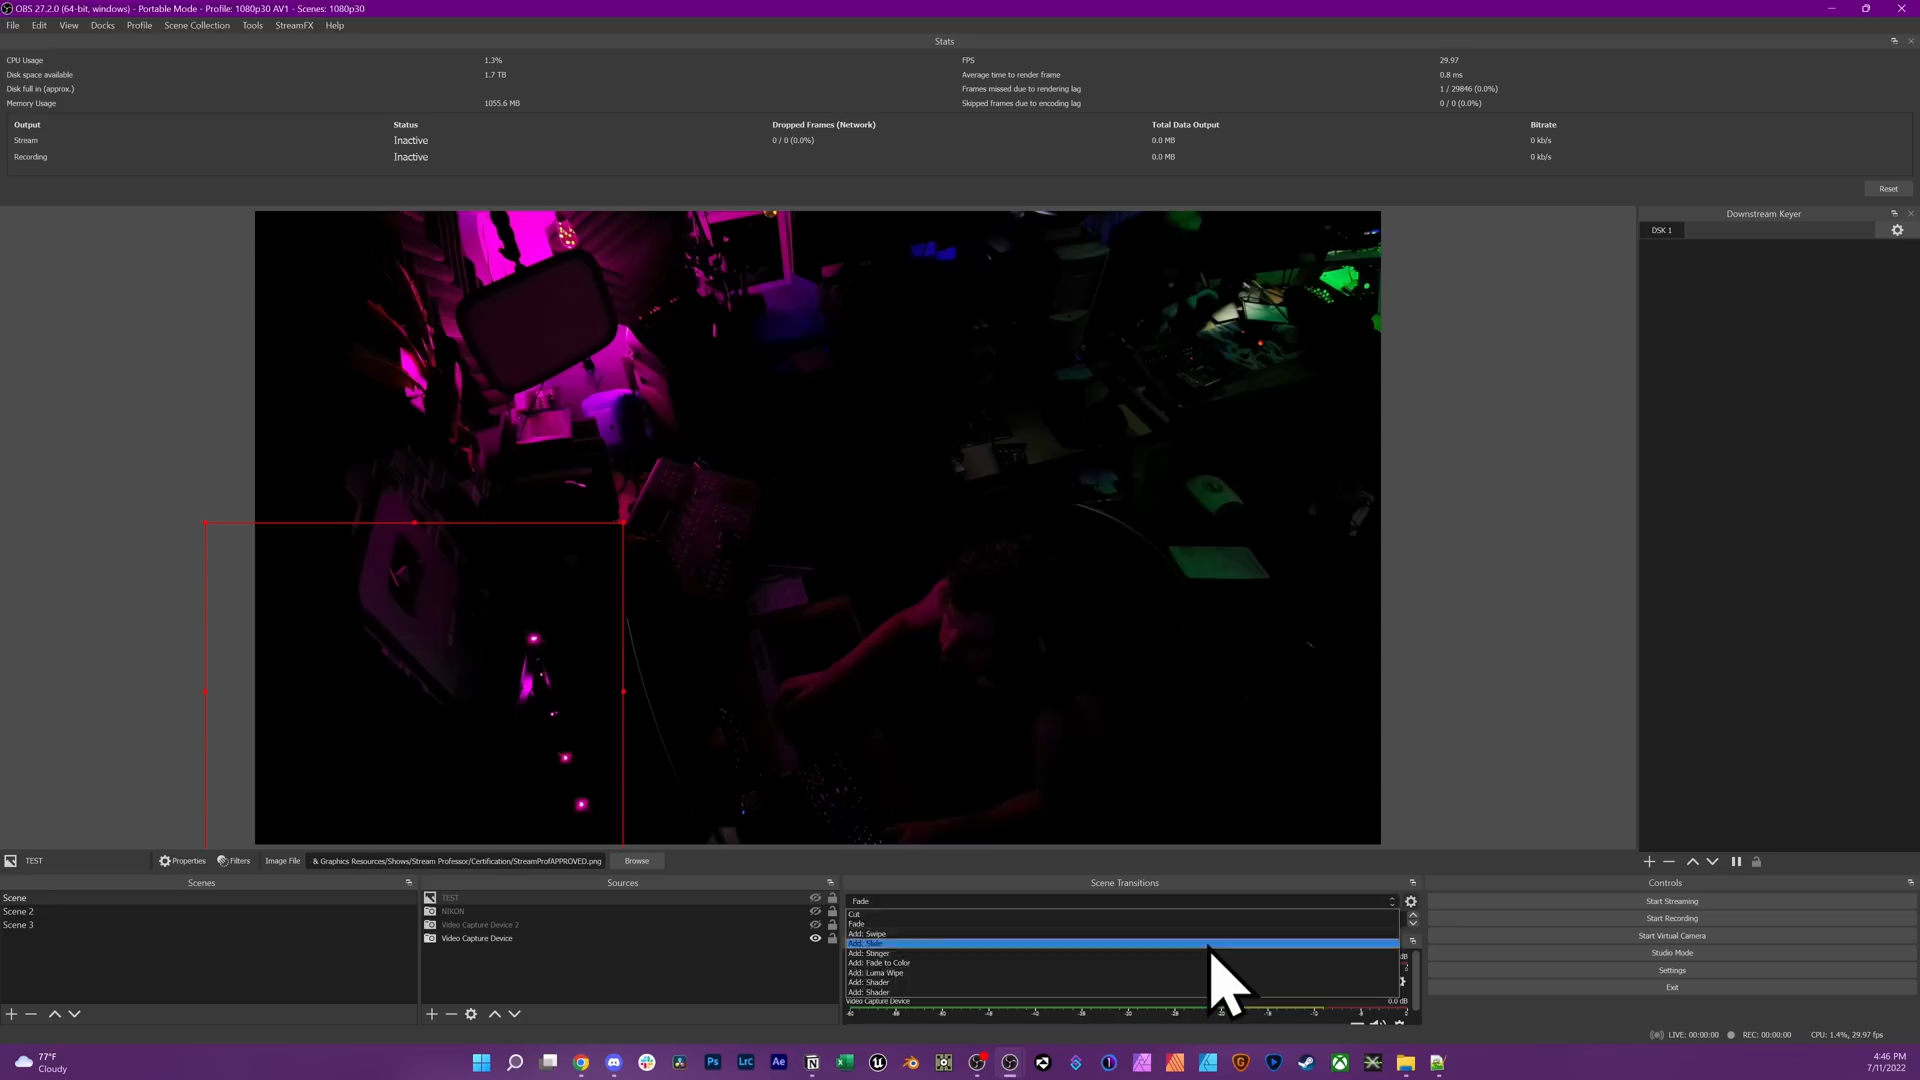 OBS 27.2.0 (64-bit, windows) - Portable Mode - Profile: 1080p30 AV1 - Scenes: 1080p30
File Edit View Docks Profile Scene Collection Tools StreamFX Help
Stats
CPU Usage 1.3% FPS 29.97
Disk space available 1.7 TB Average time to render frame 0.8 ms
Disk full in (approx.) Frames missed due to rendering lag 1 / 29846 (0.0%)
Memory Usage 1055.6 MB Skipped frames due to encoding lag 0 / 0 (0.0%)
Output Status Dropped Frames (Network) Total Data Output Bitrate
Stream Inactive 0 / 0 (0.0%) 0.0 MB 0 kb/s
Recording Inactive 0.0 MB 0 kb/s
Reset
Downstream Keyer
DSK 1
TEST Properties Filters Image File & Graphics Resources/Shows/Stream Professor/Certification/StreamProfAPPROVED.png Browse
Scenes Sources Scene Transitions Controls
Scene
Scene 2
Scene 3
TEST
NIKON
Video Capture Device 2
Video Capture Device
Fade
Cut
Fade
Add: Swipe
Add: Slide
Add: Stinger
Add: Fade to Color
Add: Luma Wipe
Add: Shader
Add: Shader
Video Capture Device 0.0 dB
dB
Start Streaming
Start Recording
Start Virtual Camera
Studio Mode
Settings
Exit
LIVE: 00:00:00 REC: 00:00:00 CPU: 1.4%, 29.97 fps
77°F
Cloudy
Ps LrC Ae
4:46 PM
7/11/2022